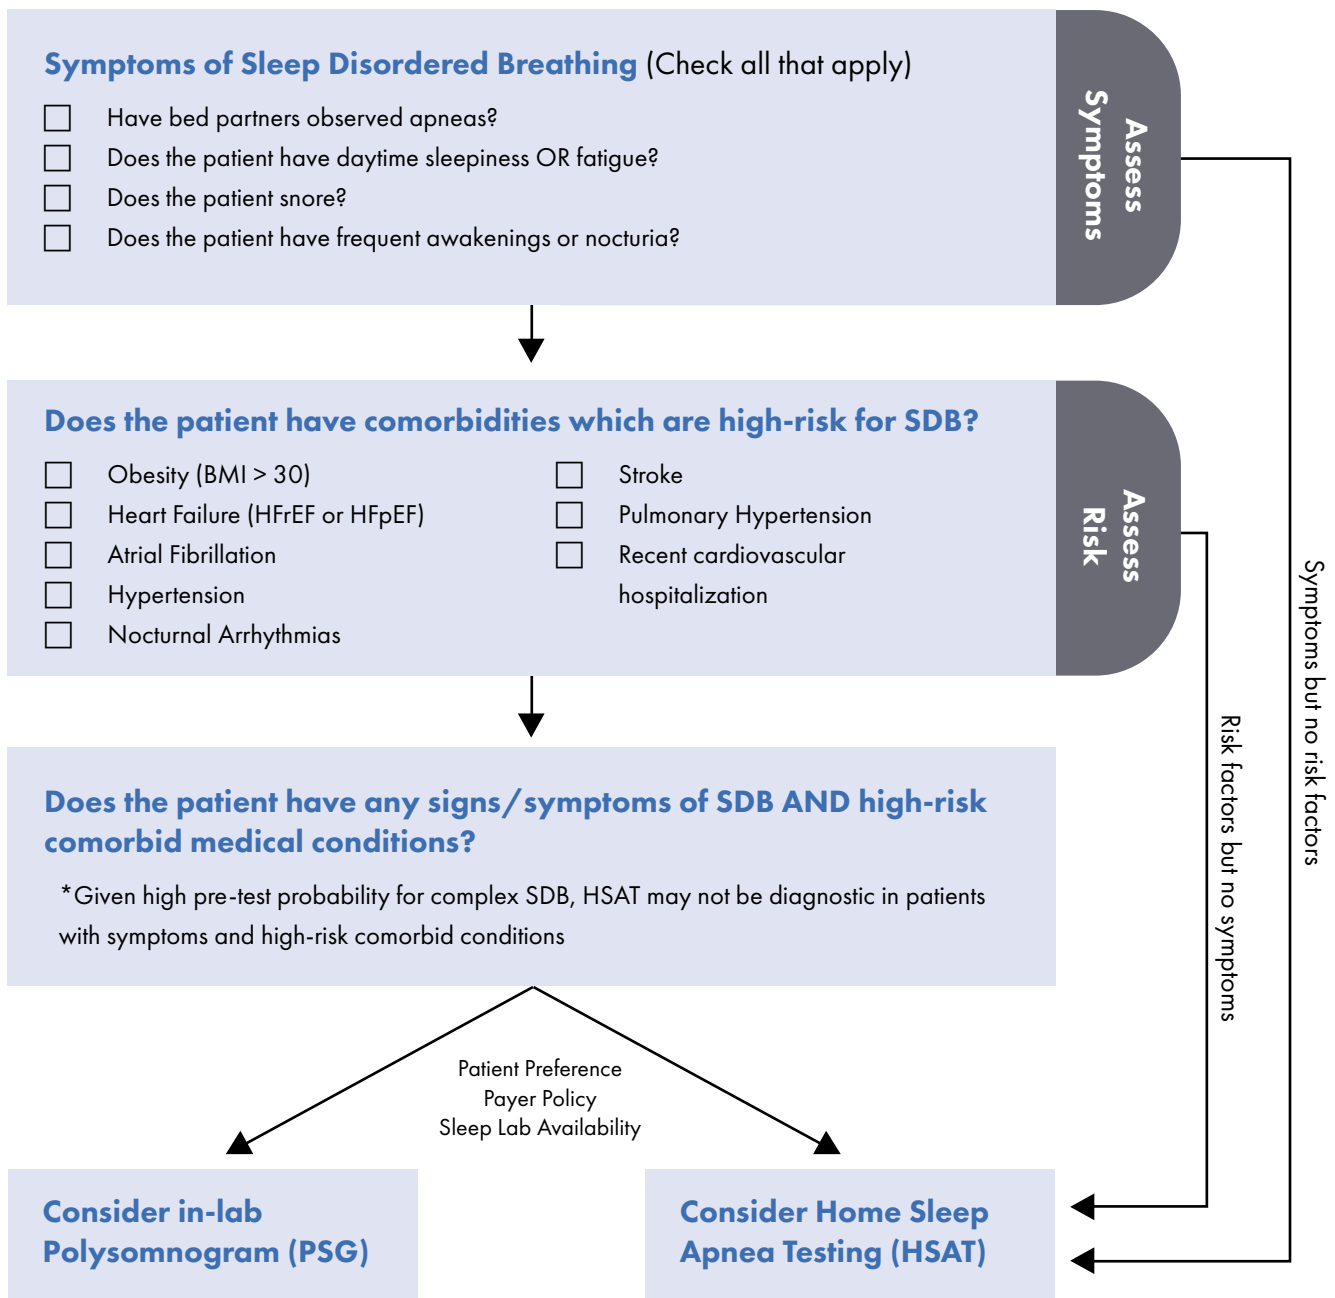 Symptoms of Sleep Disordered Breathing (Check all that apply)
Have bed partners observed apneas?
Does the patient have daytime sleepiness OR fatigue?
Does the patient snore?
Does the patient have frequent awakenings or nocturia?
Assess
Symptoms
Does the patient have comorbidities which are high-risk for SDB?
Obesity (BMI > 30)
Heart Failure (HFrEF or HFpEF)
Atrial Fibrillation
Hypertension
Nocturnal Arrhythmias
Stroke
Pulmonary Hypertension
Recent cardiovascular
hospitalization
Assess
Risk
Does the patient have any signs/symptoms of SDB AND high-risk
comorbid medical conditions?
*Given high pre-test probability for complex SDB, HSAT may not be diagnostic in patients
with symptoms and high-risk comorbid conditions
Risk factors but no symptoms
Symptoms but no risk factors
Patient Preference
Payer Policy
Sleep Lab Availability
Consider in-lab
Polysomnogram (PSG)
Consider Home Sleep
Apnea Testing (HSAT)